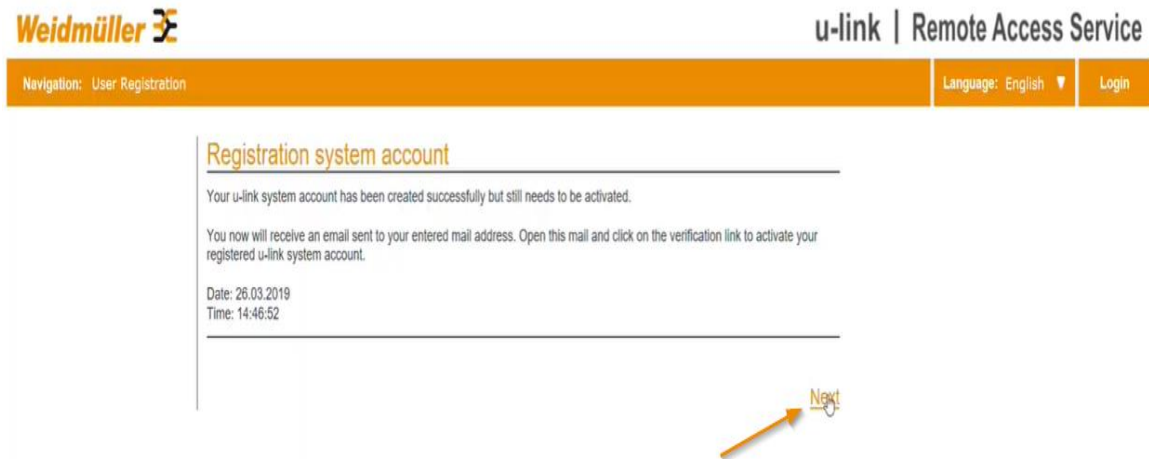 Weidmüller
u-link | Remote Access Service
Navigation: User Registration
Language: English
Login
Registration system account
Your u-link system account has been created successfully but still needs to be activated.
You now will receive an email sent to your entered mail address. Open this mail and click on the verification link to activate your
registered u-link system account.
Date: 26.03.2019
Time: 14:46:52
Next